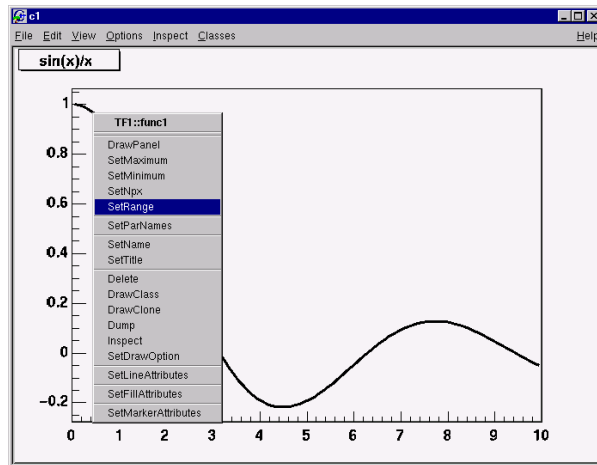 c1
File Edit View Options Inspect Classes Help
sin(x)/x
TF1::func1
DrawPanel
SetMaximum
SetMinimum
SetNpx
SetRange
SetParNames
SetName
SetTitle
Delete
DrawClass
DrawClone
Dump
Inspect
SetDrawOption
SetLineAttributes
SetFillAttributes
SetMarkerAttributes
1
0.8
0.6
0.4
0.2
0
−0.2
0 1 2 3 4 5 6 7 8 9 10